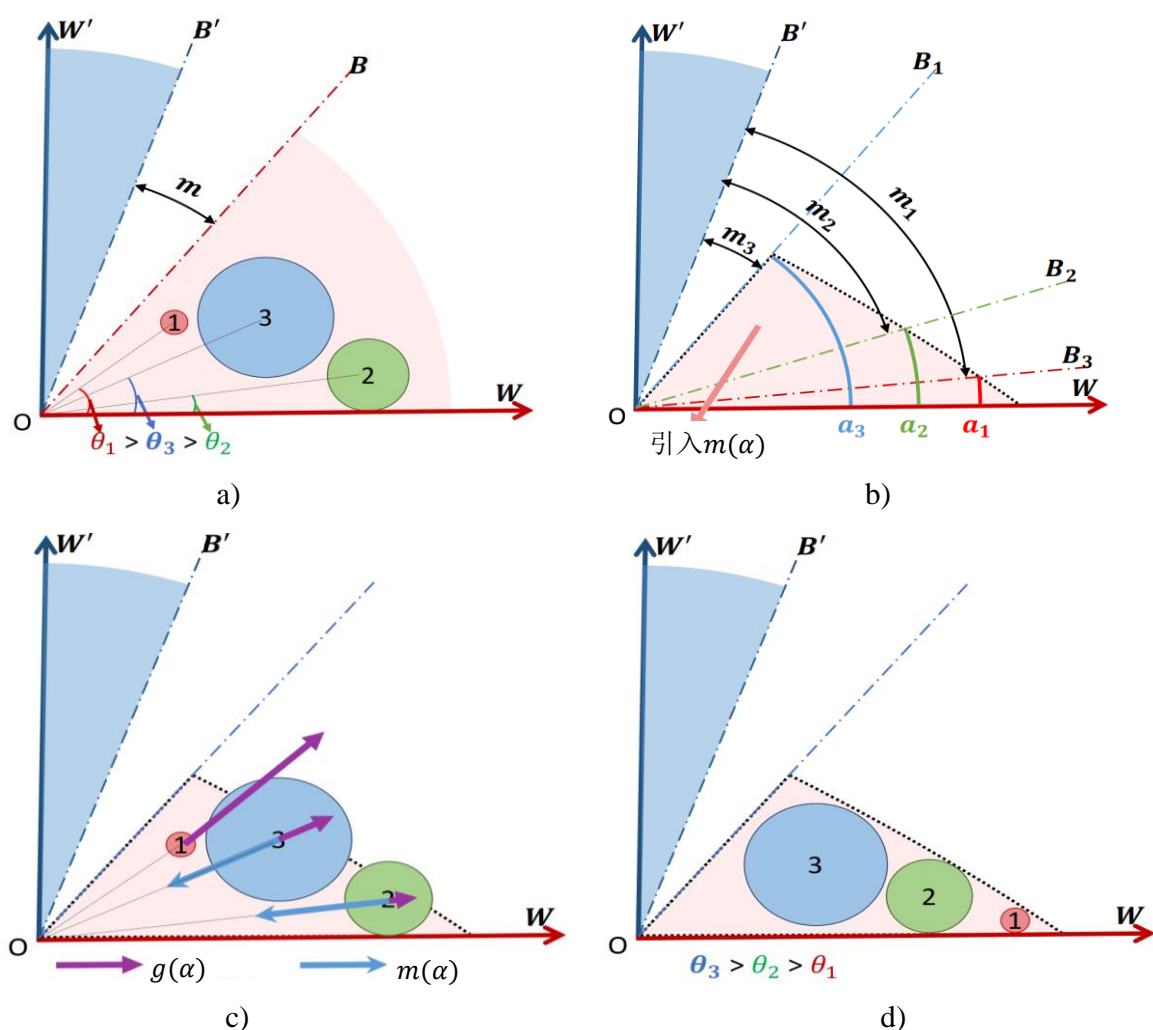 W' B' B
m
1 3 2
O W
θ₁ > θ₃ > θ₂
a)
W' B' B₁
m₁
m₂
m₃
B₂
B₃
O W
a₃ a₂ a₁
引入m(α)
b)
W' B'
1 3 2
O W
g(α) m(α)
c)
W' B'
3 2 1
O W
θ₃ > θ₂ > θ₁
d)